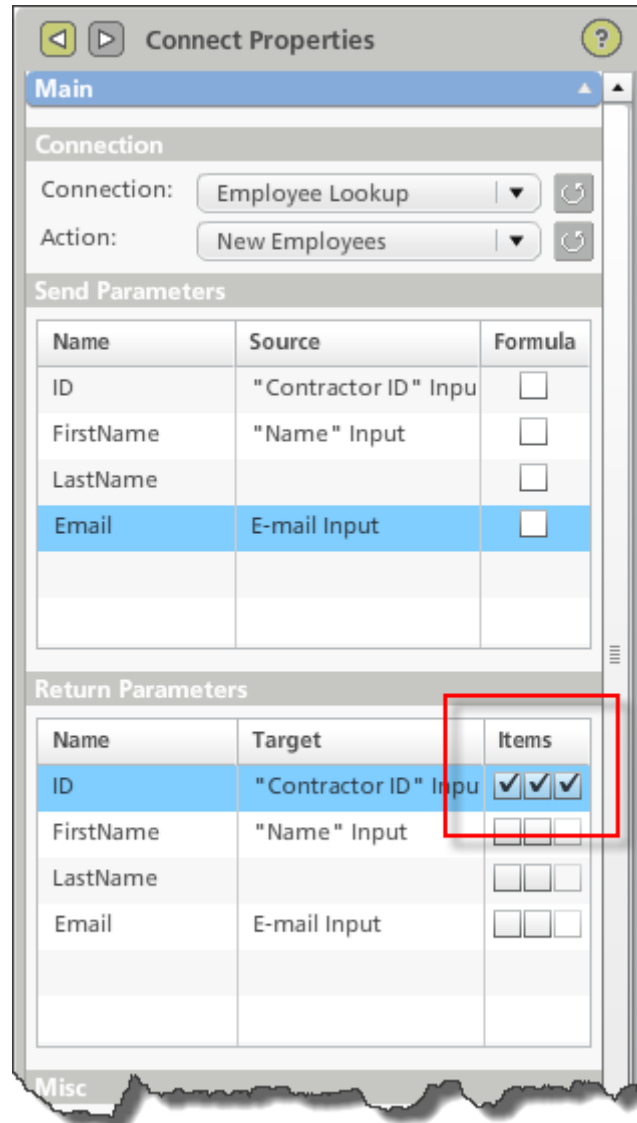 Connect Properties ?
Main
Connection
Connection: Employee Lookup
Action: New Employees
Send Parameters
Name Source Formula
ID "Contractor ID" Inpu
FirstName "Name" Input
LastName
Email E-mail Input
Return Parameters
Name Target Items
ID "Contractor ID" Inpu
FirstName "Name" Input
LastName
Email E-mail Input
Misc